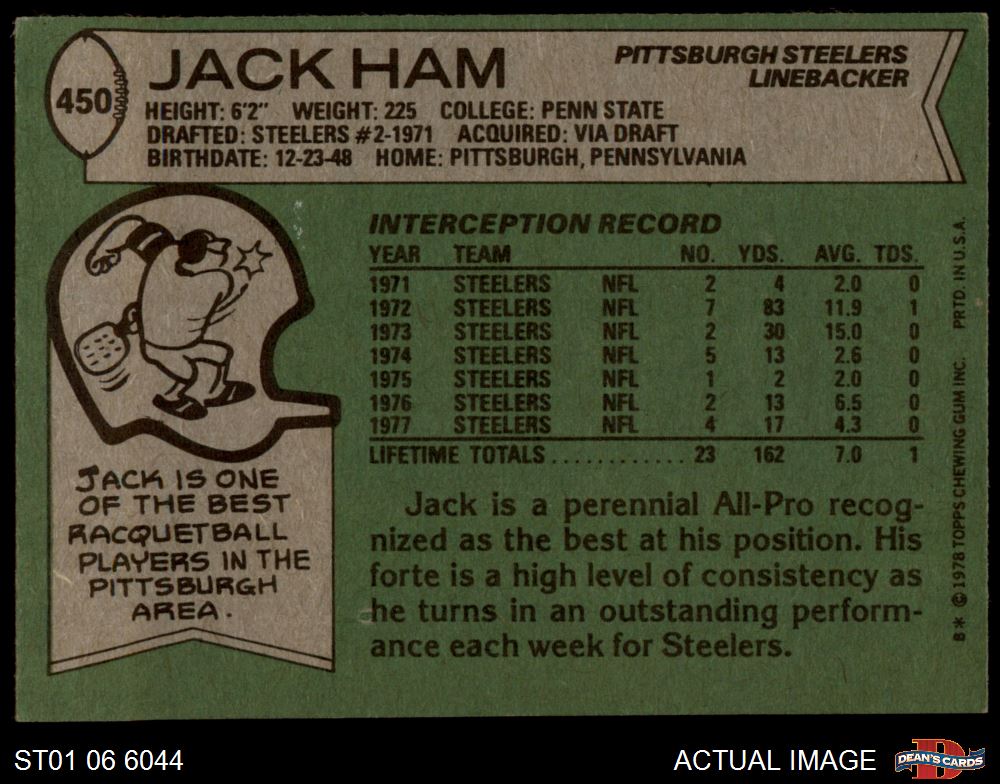 450
JACK HAM
PITTSBURGH STEELERS
LINEBACKER
HEIGHT: 6'2" WEIGHT: 225 COLLEGE: PENN STATE
DRAFTED: STEELERS #2-1971 ACQUIRED: VIA DRAFT
BIRTHDATE: 12-23-48 HOME: PITTSBURGH, PENNSYLVANIA
INTERCEPTION RECORD
YEAR TEAM NO. YDS. AVG. TDS.
1971 STEELERS NFL 2 4 2.0 0
1972 STEELERS NFL 7 83 11.9 1
1973 STEELERS NFL 2 30 15.0 0
1974 STEELERS NFL 5 13 2.6 0
1975 STEELERS NFL 1 2 2.0 0
1976 STEELERS NFL 2 13 6.5 0
1977 STEELERS NFL 4 17 4.3 0
LIFETIME TOTALS............ 23 162 7.0 1
JACK IS ONE
OF THE BEST
RACQUETBALL
PLAYERS IN THE
PITTSBURGH
AREA.
Jack is a perennial All-Pro recog-
nized as the best at his position. His
forte is a high level of consistency as
he turns in an outstanding perform-
ance each week for Steelers.
B* © 1978 TOPPS CHEWING GUM INC. PRTD. IN U.S.A.
ST01 06 6044
ACTUAL IMAGE
D
DEAN'S CARDS